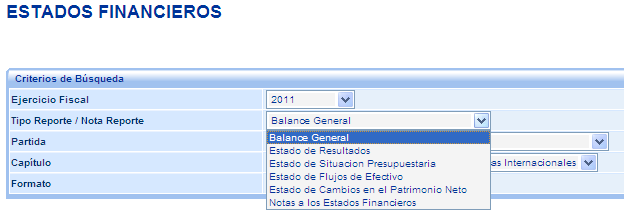 ESTADOS FINANCIEROS
Criterios de Búsqueda
Ejercicio Fiscal 2011
Tipo Reporte / Nota Reporte Balance General
Balance General
Partida
Estado de Resultados
Capítulo Estado de Situacion Presupuestaria as Internacionales
Estado de Flujos de Efectivo
Formato Estado de Cambios en el Patrimonio Neto
Notas a los Estados Financieros